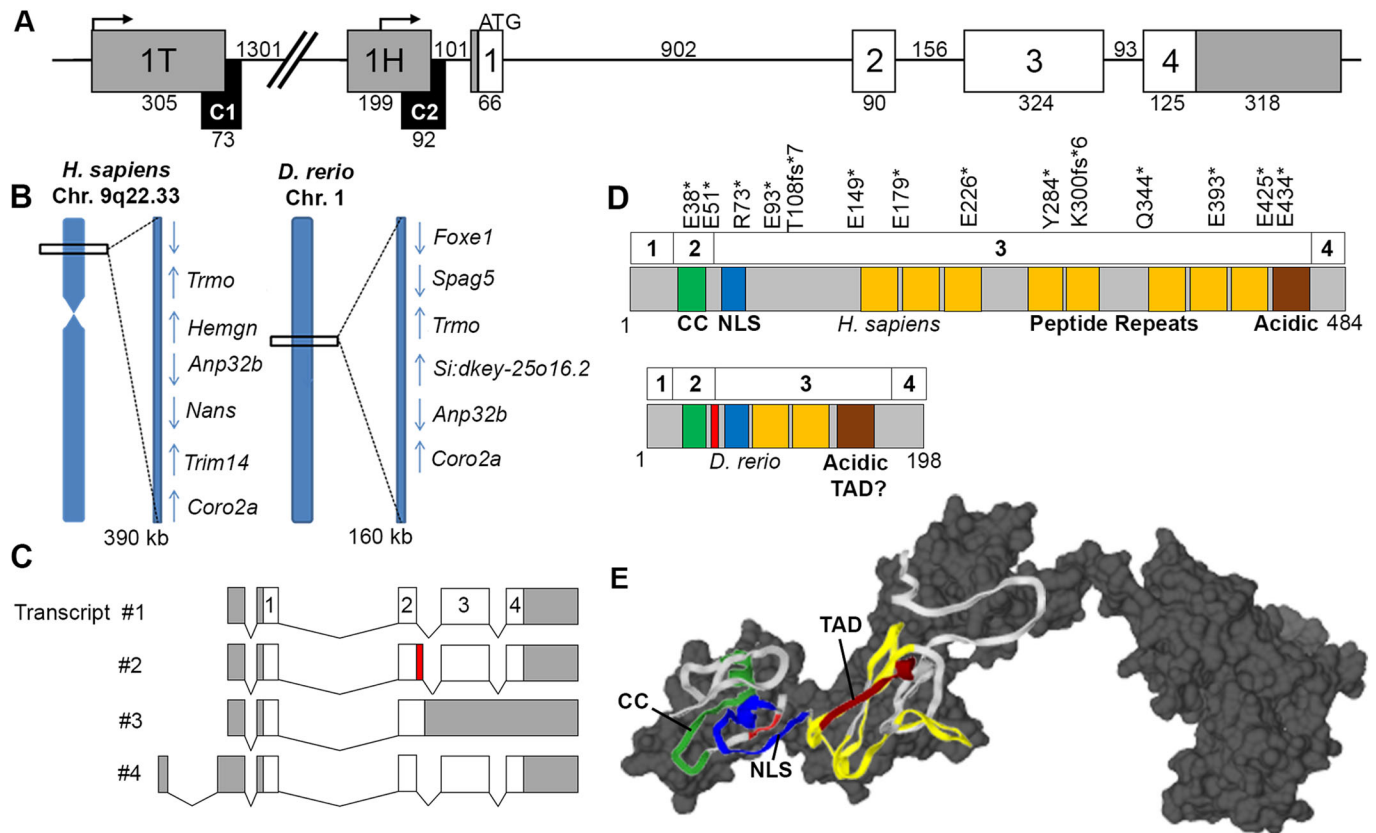 A
ATG
1T
1301
1H
101
1
902
2
156
3
93
4
305
C1
73
199
C2
92
66
90
324
125
318
B
H. sapiens
Chr. 9q22.33
D. rerio
Chr. 1
Trmo
Hemgn
Anp32b
Nans
Trim14
Coro2a
390 kb
Foxe1
Spag5
Trmo
Si:dkey-25o16.2
Anp32b
Coro2a
160 kb
C
Transcript #1
1
2
3
4
#2
#3
#4
D
E38*
E51*
R73*
E93*
T108fs*7
E149*
E179*
E226*
Y284*
K300fs*6
Q344*
E393*
E425*
E434*
1
2
3
4
1
CC
NLS
H. sapiens
Peptide Repeats
Acidic
484
1
2
3
4
1
D. rerio
Acidic
198
TAD?
E
TAD
CC
NLS